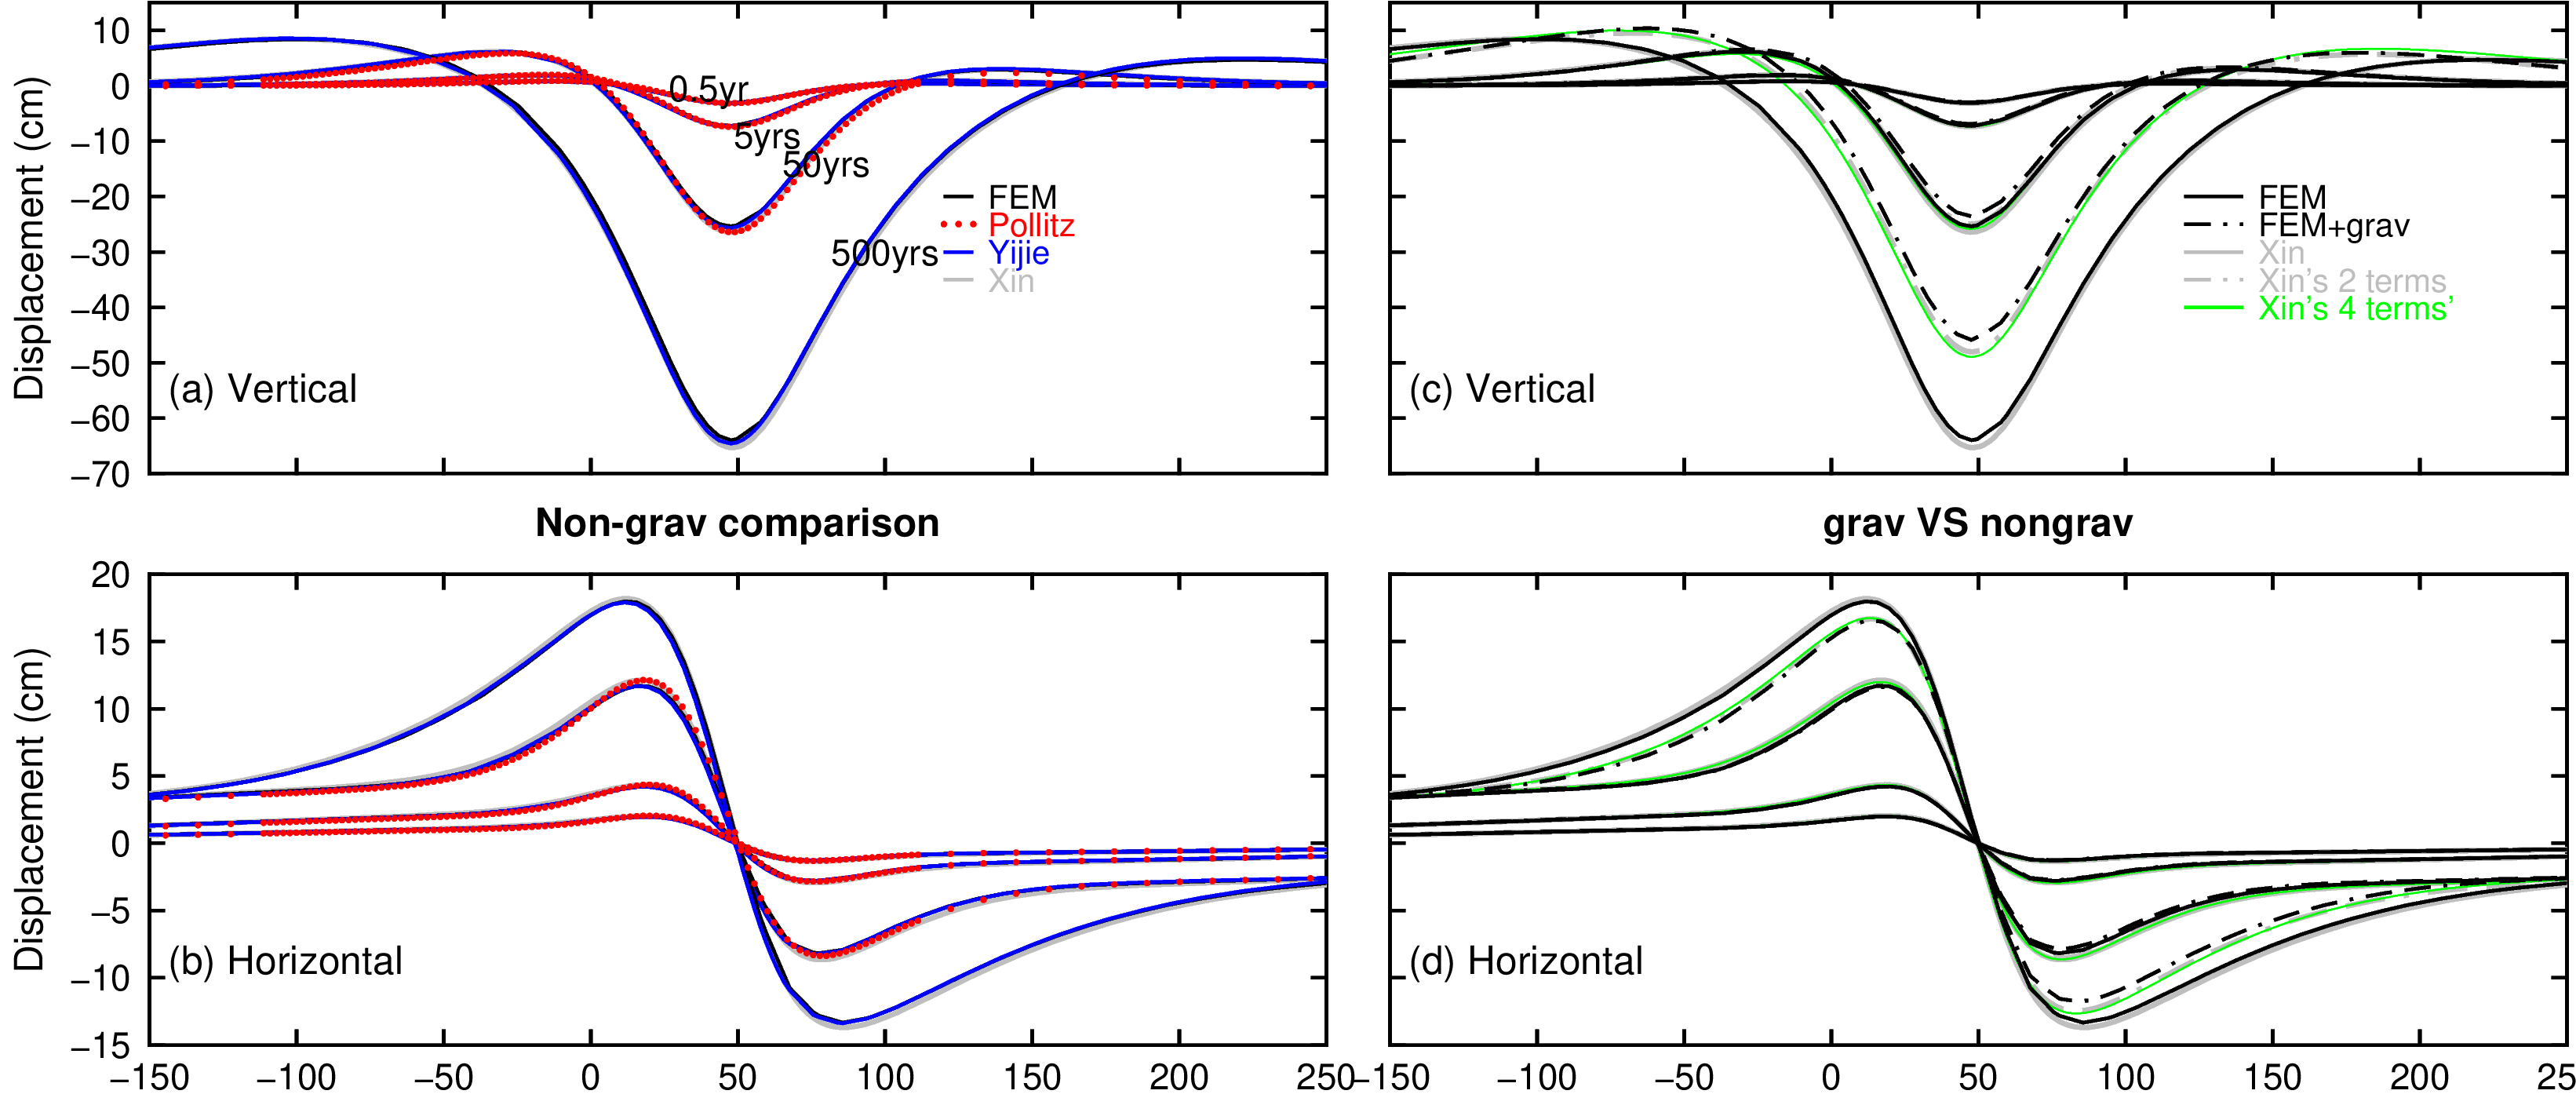 10
0
−10
−20
−30
−40
−50
−60
−70
Displacement (cm)
0.5yr
5yrs
50yrs
500yrs
FEM
Pollitz
Yijie
Xin
(a) Vertical
FEM
FEM+grav
Xin
Xin's 2 terms
Xin's 4 terms'
(c) Vertical
Non-grav comparison
grav VS nongrav
20
15
10
5
0
−5
−10
−15
Displacement (cm)
(b) Horizontal
(d) Horizontal
−150 −100 −50 0 50 100 150 200 250
−150 −100 −50 0 50 100 150 200 25